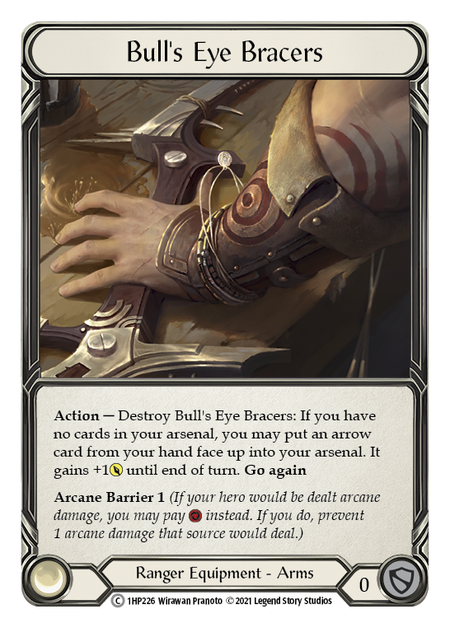 Bull's Eye Bracers
Action — Destroy Bull's Eye Bracers: If you have
no cards in your arsenal, you may put an arrow
card from your hand face up into your arsenal. It
gains +1 until end of turn. Go again
Arcane Barrier 1 (If your hero would be dealt arcane
damage, you may pay instead. If you do, prevent
1 arcane damage that source would deal.)
Ranger Equipment - Arms
0
C 1HP226 Wirawan Pranoto © 2021 Legend Story Studios